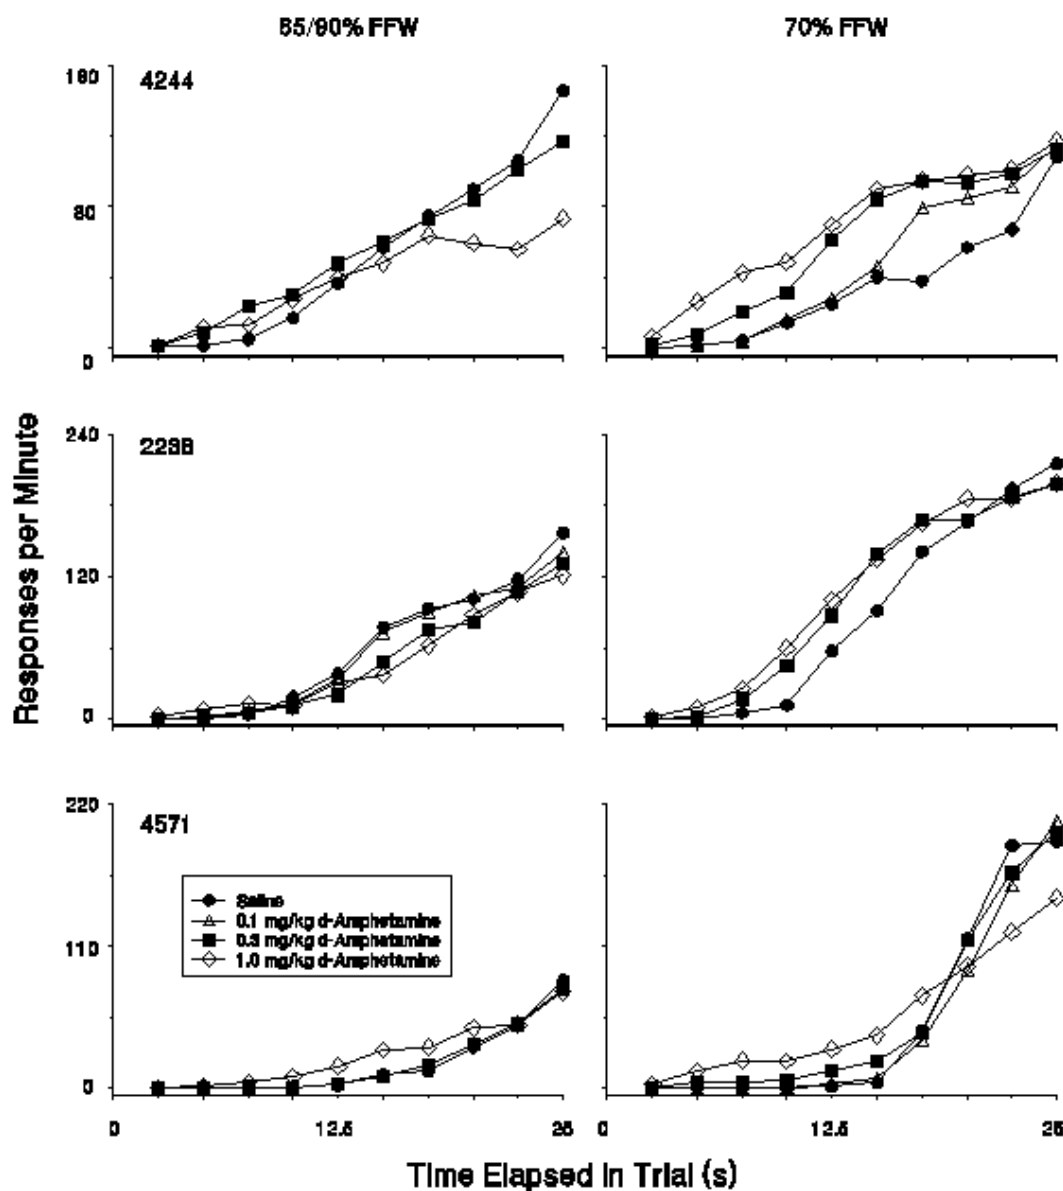 85/90% FFW 70% FFW
180 4244
80
0
Responses per Minute
240 2238
120
0
220 4571
Saline
0.1 mg/kg d-Amphetamine
0.3 mg/kg d-Amphetamine
1.0 mg/kg d-Amphetamine
110
0
0 12.5 25 0 12.5 25
Time Elapsed in Trial (s)